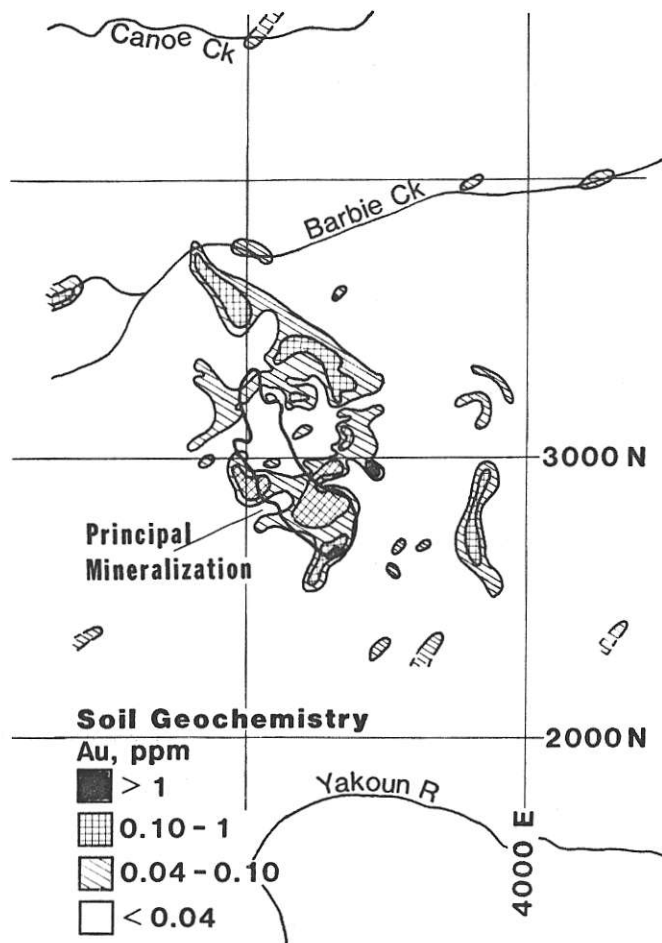 Canoe Ck
Barbie Ck
3000 N
Principal
Mineralization
Soil Geochemistry
Au, ppm
> 1
0.10 - 1
0.04 - 0.10
< 0.04
2000 N
Yakoun R
4000 E